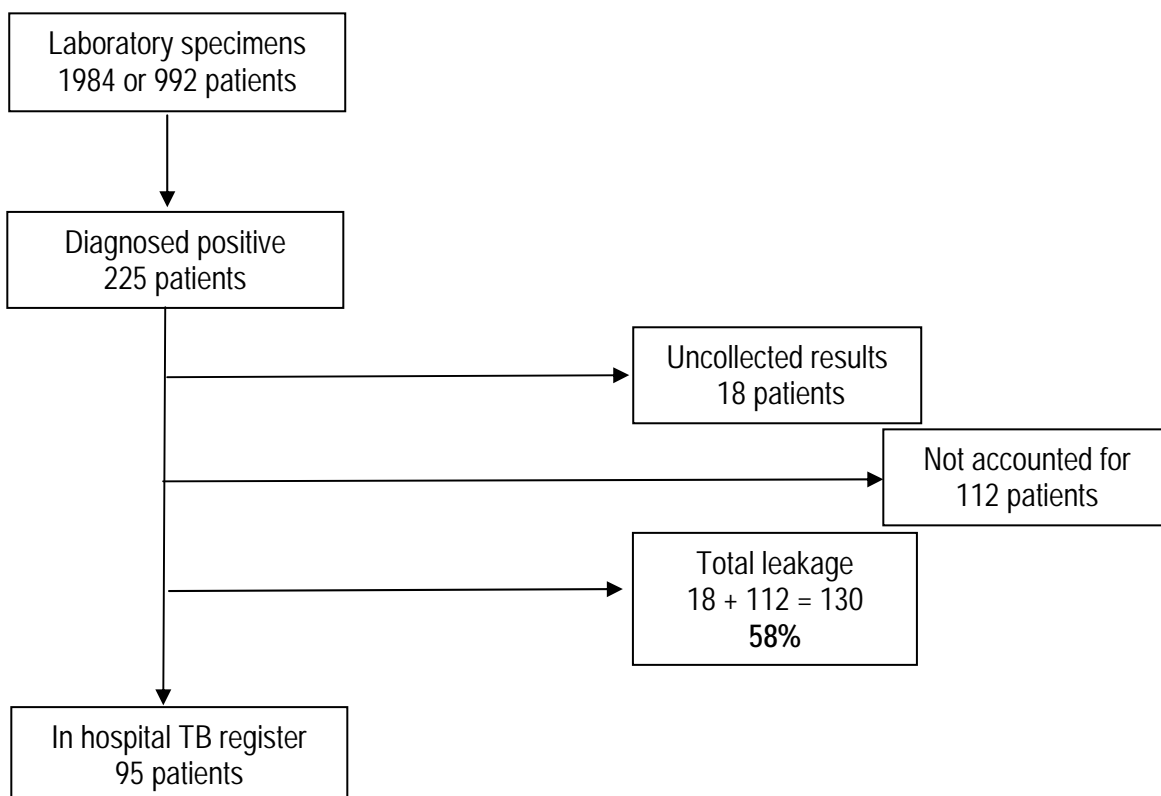 Laboratory specimens
1984 or 992 patients
Diagnosed positive
225 patients
Uncollected results
18 patients
Not accounted for
112 patients
Total leakage
18 + 112 = 130
58%
In hospital TB register
95 patients